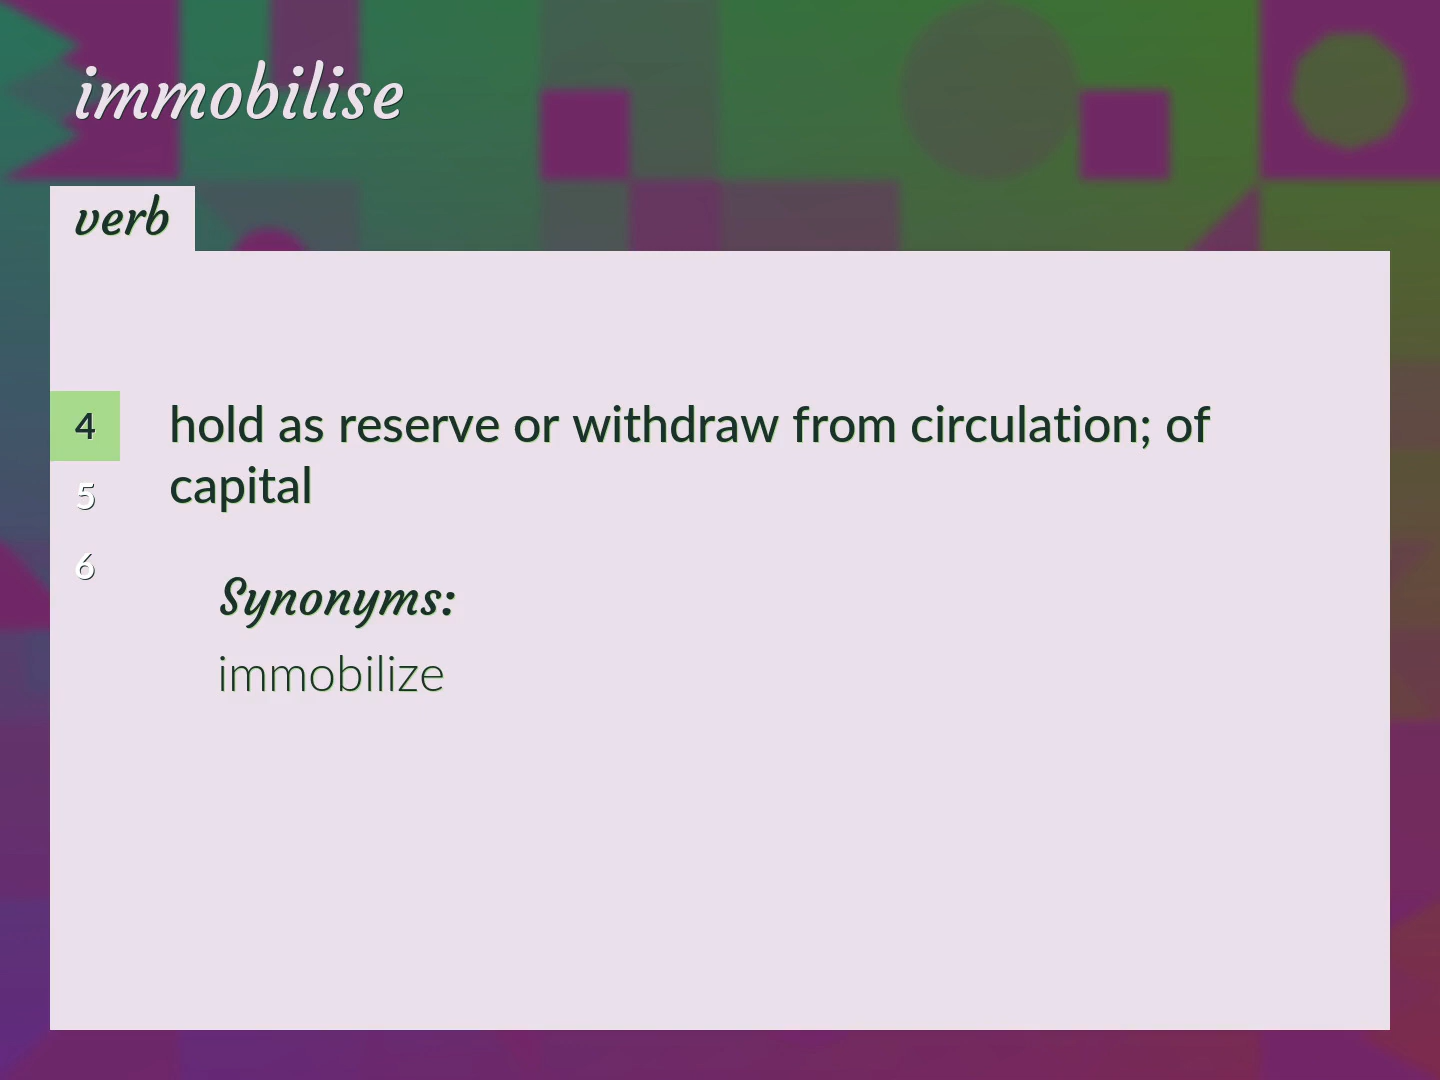 immobilise
verb
4
hold as reserve or withdraw from circulation; of
capital
5
6
Synonyms:
immobilize